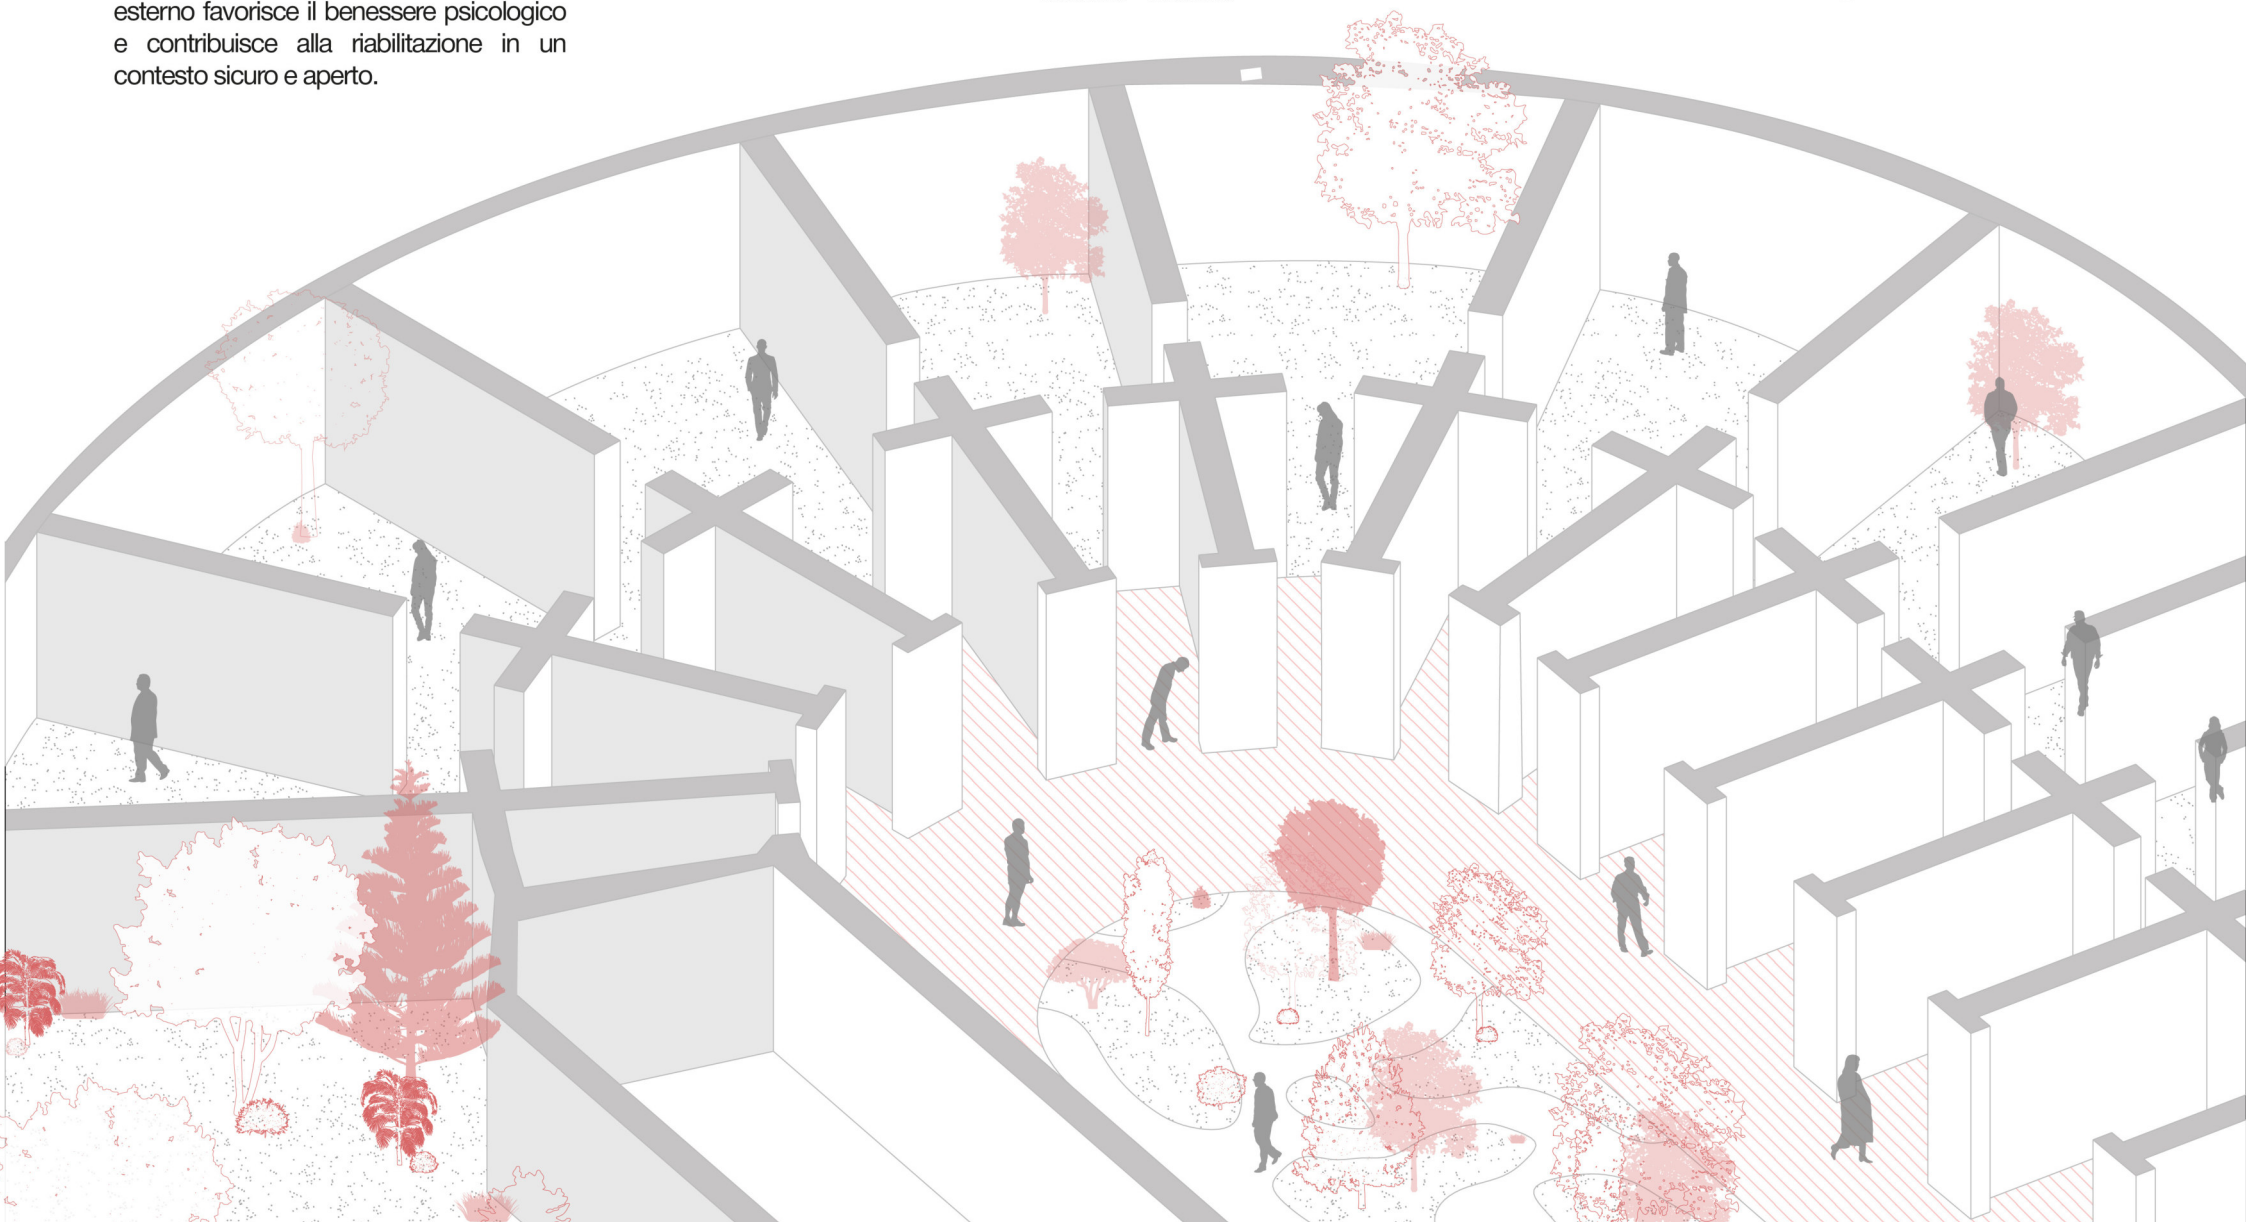 esterno favorisce il benessere psicologico
e contribuisce alla riabilitazione in un
contesto sicuro e aperto.